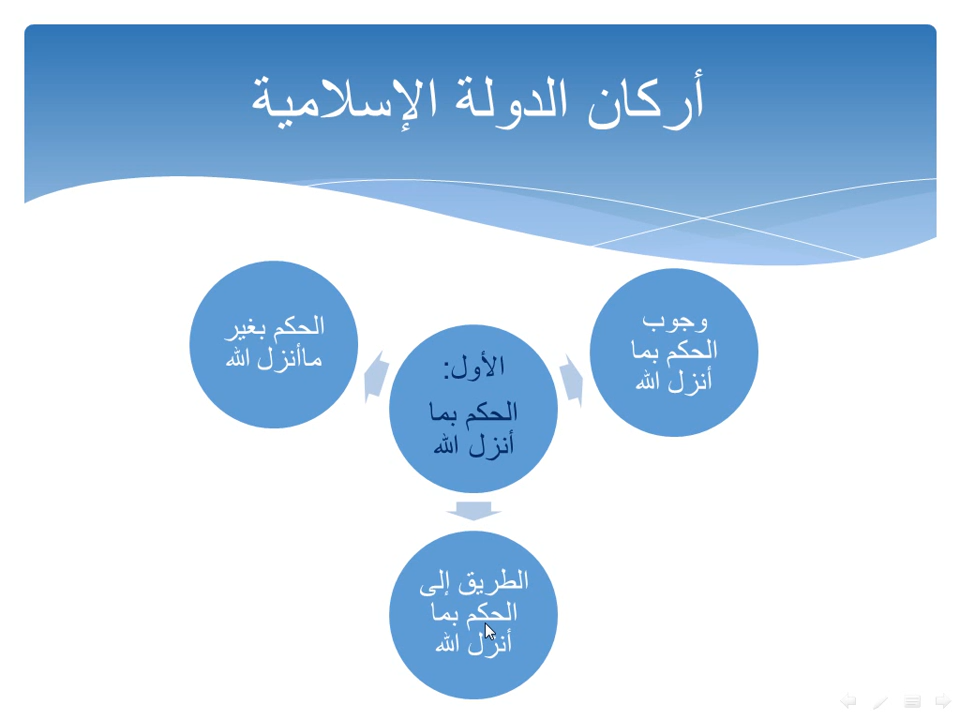 أركان الدولة الإسلامية
وجوب
الحكم بما
أنزل الله
الأول:
الحكم بما
أنزل الله
الحكم بغير
ماأنزل الله
الطريق إلى
الحكم بما
أنزل الله